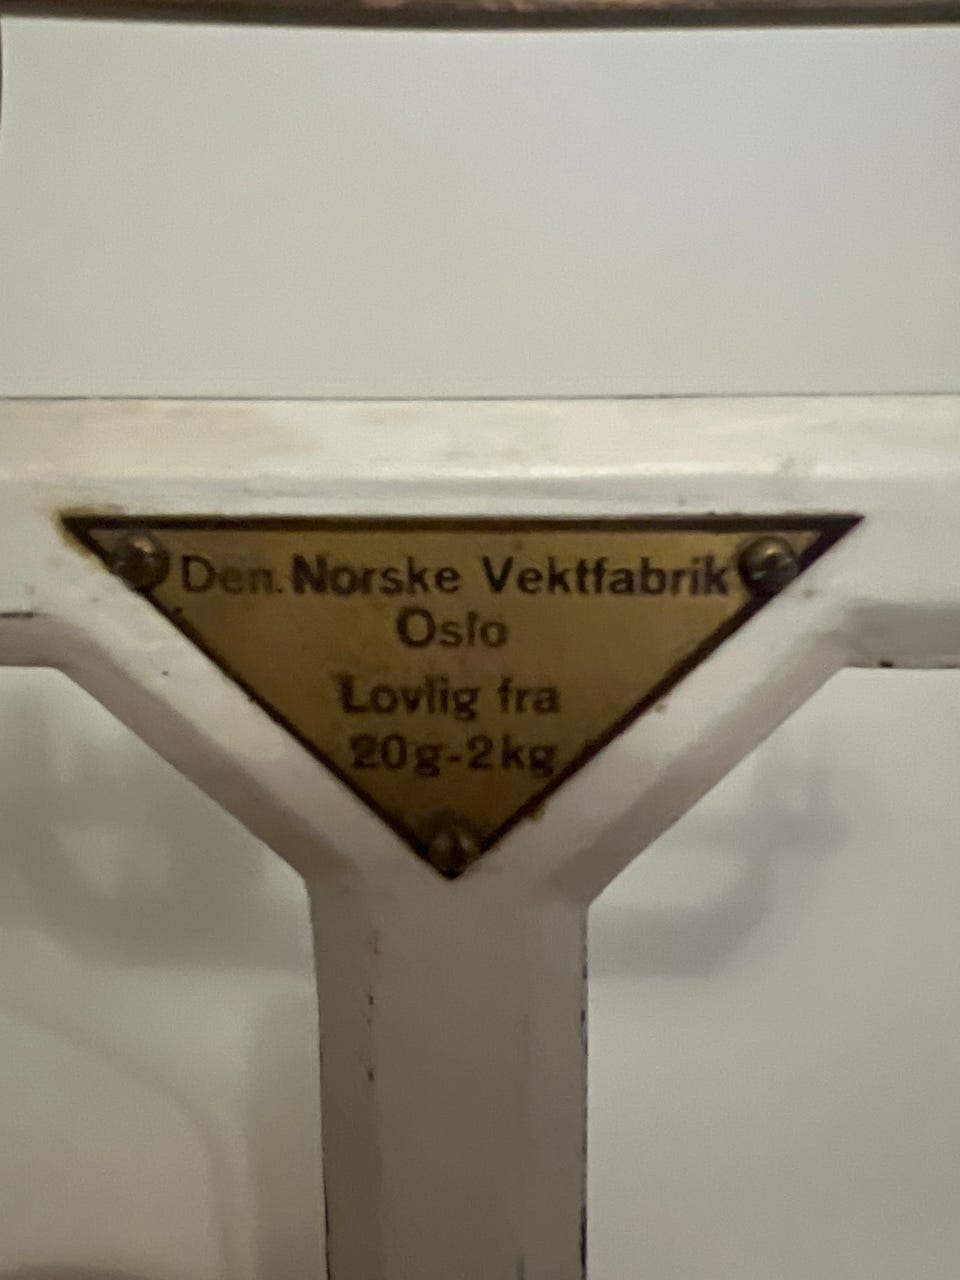 Den Norske Vektfabrik
Oslo
Lovlig fra
20g-2kg